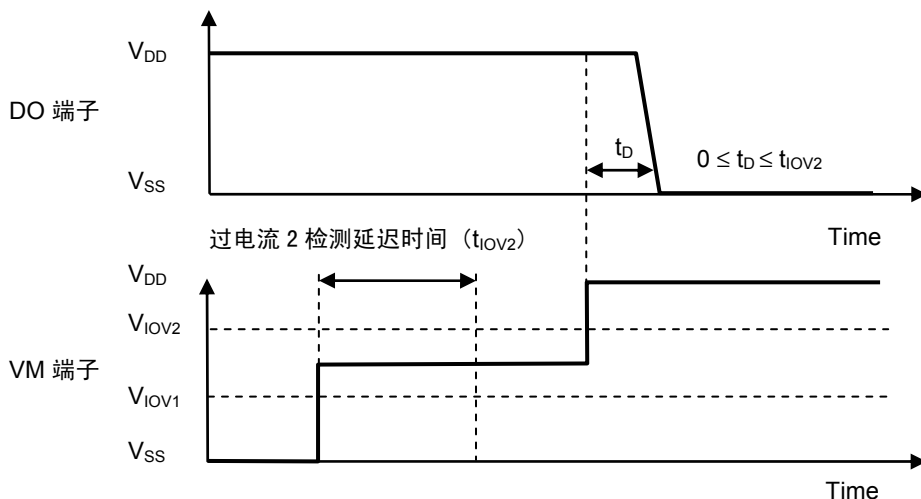 V_DD
DO 端子
t_D
0 ≤ t_D ≤ t_IOV2
V_SS
过电流 2 检测延迟时间（t_IOV2）
Time
V_DD
V_IOV2
VM 端子
V_IOV1
V_SS
Time